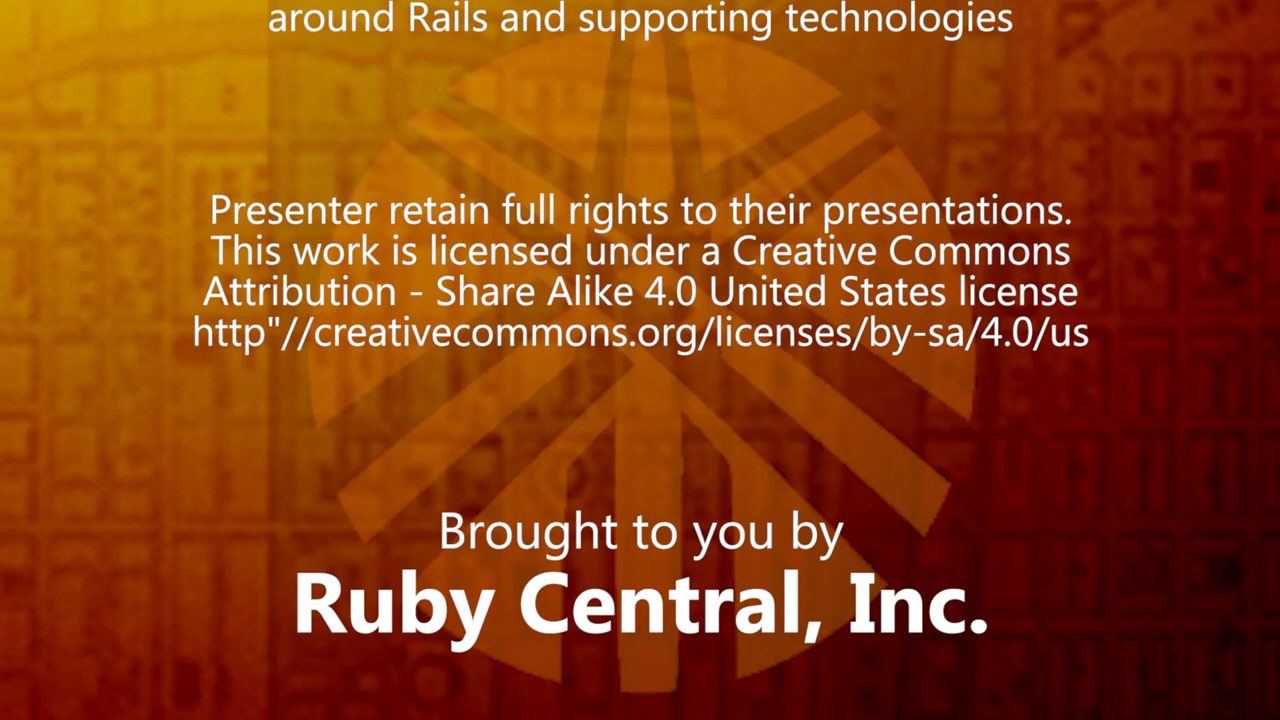 around Rails and supporting technologies
Presenter retain full rights to their presentations.
This work is licensed under a Creative Commons
Attribution - Share Alike 4.0 United States license
http"//creativecommons.org/licenses/by-sa/4.0/us
Brought to you by
Ruby Central, Inc.